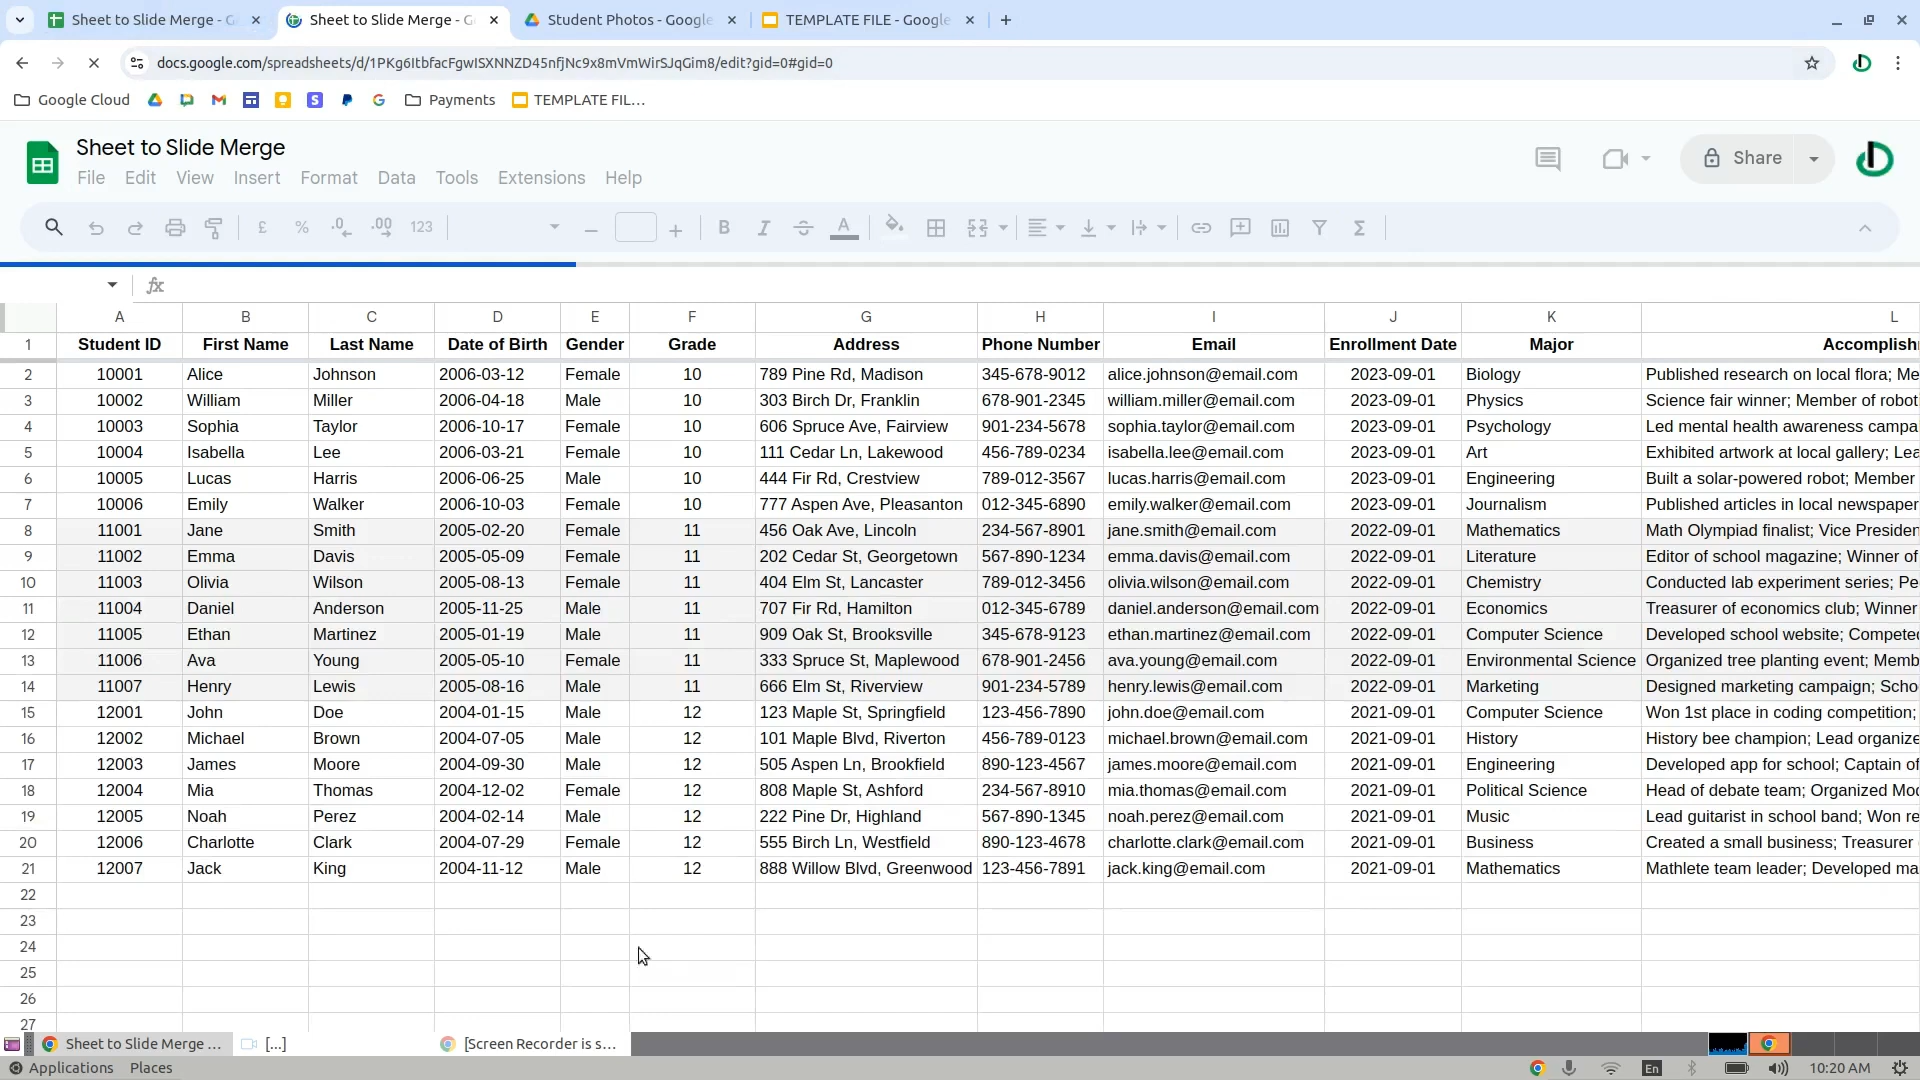 Sheet to Slide Merge - G
Sheet to Slide Merge - G
Student Photos - Google
TEMPLATE FILE - Google
docs.google.com/spreadsheets/d/1PKg6ItbfacFgwISXNNZD45nfjNc9x8mVmWirSJqGim8/edit?gid=0#gid=0
Google Cloud
Payments
TEMPLATE FIL...
Sheet to Slide Merge
Share
File Edit View Insert Format Data Tools Extensions Help
£ % .0 .00 123 B I A Σ
fx
A B C D E F G H I J K L
1 Student ID First Name Last Name Date of Birth Gender Grade Address Phone Number Email Enrollment Date Major Accomplish
2 10001 Alice Johnson 2006-03-12 Female 10 789 Pine Rd, Madison 345-678-9012 alice.johnson@email.com 2023-09-01 Biology Published research on local flora; Me
3 10002 William Miller 2006-04-18 Male 10 303 Birch Dr, Franklin 678-901-2345 william.miller@email.com 2023-09-01 Physics Science fair winner; Member of roboti
4 10003 Sophia Taylor 2006-10-17 Female 10 606 Spruce Ave, Fairview 901-234-5678 sophia.taylor@email.com 2023-09-01 Psychology Led mental health awareness campa
5 10004 Isabella Lee 2006-03-21 Female 10 111 Cedar Ln, Lakewood 456-789-0234 isabella.lee@email.com 2023-09-01 Art Exhibited artwork at local gallery; Lea
6 10005 Lucas Harris 2006-06-25 Male 10 444 Fir Rd, Crestview 789-012-3567 lucas.harris@email.com 2023-09-01 Engineering Built a solar-powered robot; Member
7 10006 Emily Walker 2006-10-03 Female 10 777 Aspen Ave, Pleasanton 012-345-6890 emily.walker@email.com 2023-09-01 Journalism Published articles in local newspaper
8 11001 Jane Smith 2005-02-20 Female 11 456 Oak Ave, Lincoln 234-567-8901 jane.smith@email.com 2022-09-01 Mathematics Math Olympiad finalist; Vice Presiden
9 11002 Emma Davis 2005-05-09 Female 11 202 Cedar St, Georgetown 567-890-1234 emma.davis@email.com 2022-09-01 Literature Editor of school magazine; Winner of
10 11003 Olivia Wilson 2005-08-13 Female 11 404 Elm St, Lancaster 789-012-3456 olivia.wilson@email.com 2022-09-01 Chemistry Conducted lab experiment series; Pe
11 11004 Daniel Anderson 2005-11-25 Male 11 707 Fir Rd, Hamilton 012-345-6789 daniel.anderson@email.com 2022-09-01 Economics Treasurer of economics club; Winner
12 11005 Ethan Martinez 2005-01-19 Male 11 909 Oak St, Brooksville 345-678-9123 ethan.martinez@email.com 2022-09-01 Computer Science Developed school website; Competed
13 11006 Ava Young 2005-05-10 Female 11 333 Spruce St, Maplewood 678-901-2456 ava.young@email.com 2022-09-01 Environmental Science Organized tree planting event; Memb
14 11007 Henry Lewis 2005-08-16 Male 11 666 Elm St, Riverview 901-234-5789 henry.lewis@email.com 2022-09-01 Marketing Designed marketing campaign; Scho
15 12001 John Doe 2004-01-15 Male 12 123 Maple St, Springfield 123-456-7890 john.doe@email.com 2021-09-01 Computer Science Won 1st place in coding competition;
16 12002 Michael Brown 2004-07-05 Male 12 101 Maple Blvd, Riverton 456-789-0123 michael.brown@email.com 2021-09-01 History History bee champion; Lead organize
17 12003 James Moore 2004-09-30 Male 12 505 Aspen Ln, Brookfield 890-123-4567 james.moore@email.com 2021-09-01 Engineering Developed app for school; Captain of
18 12004 Mia Thomas 2004-12-02 Female 12 808 Maple St, Ashford 234-567-8910 mia.thomas@email.com 2021-09-01 Political Science Head of debate team; Organized Moc
19 12005 Noah Perez 2004-02-14 Male 12 222 Pine Dr, Highland 567-890-1345 noah.perez@email.com 2021-09-01 Music Lead guitarist in school band; Won re
20 12006 Charlotte Clark 2004-07-29 Female 12 555 Birch Ln, Westfield 890-123-4678 charlotte.clark@email.com 2021-09-01 Business Created a small business; Treasurer
21 12007 Jack King 2004-11-12 Male 12 888 Willow Blvd, Greenwood 123-456-7891 jack.king@email.com 2021-09-01 Mathematics Mathlete team leader; Developed ma
22
23
24
25
26
27
Sheet to Slide Merge ...
[...]
[Screen Recorder is s...
Applications Places
En
10:20 AM